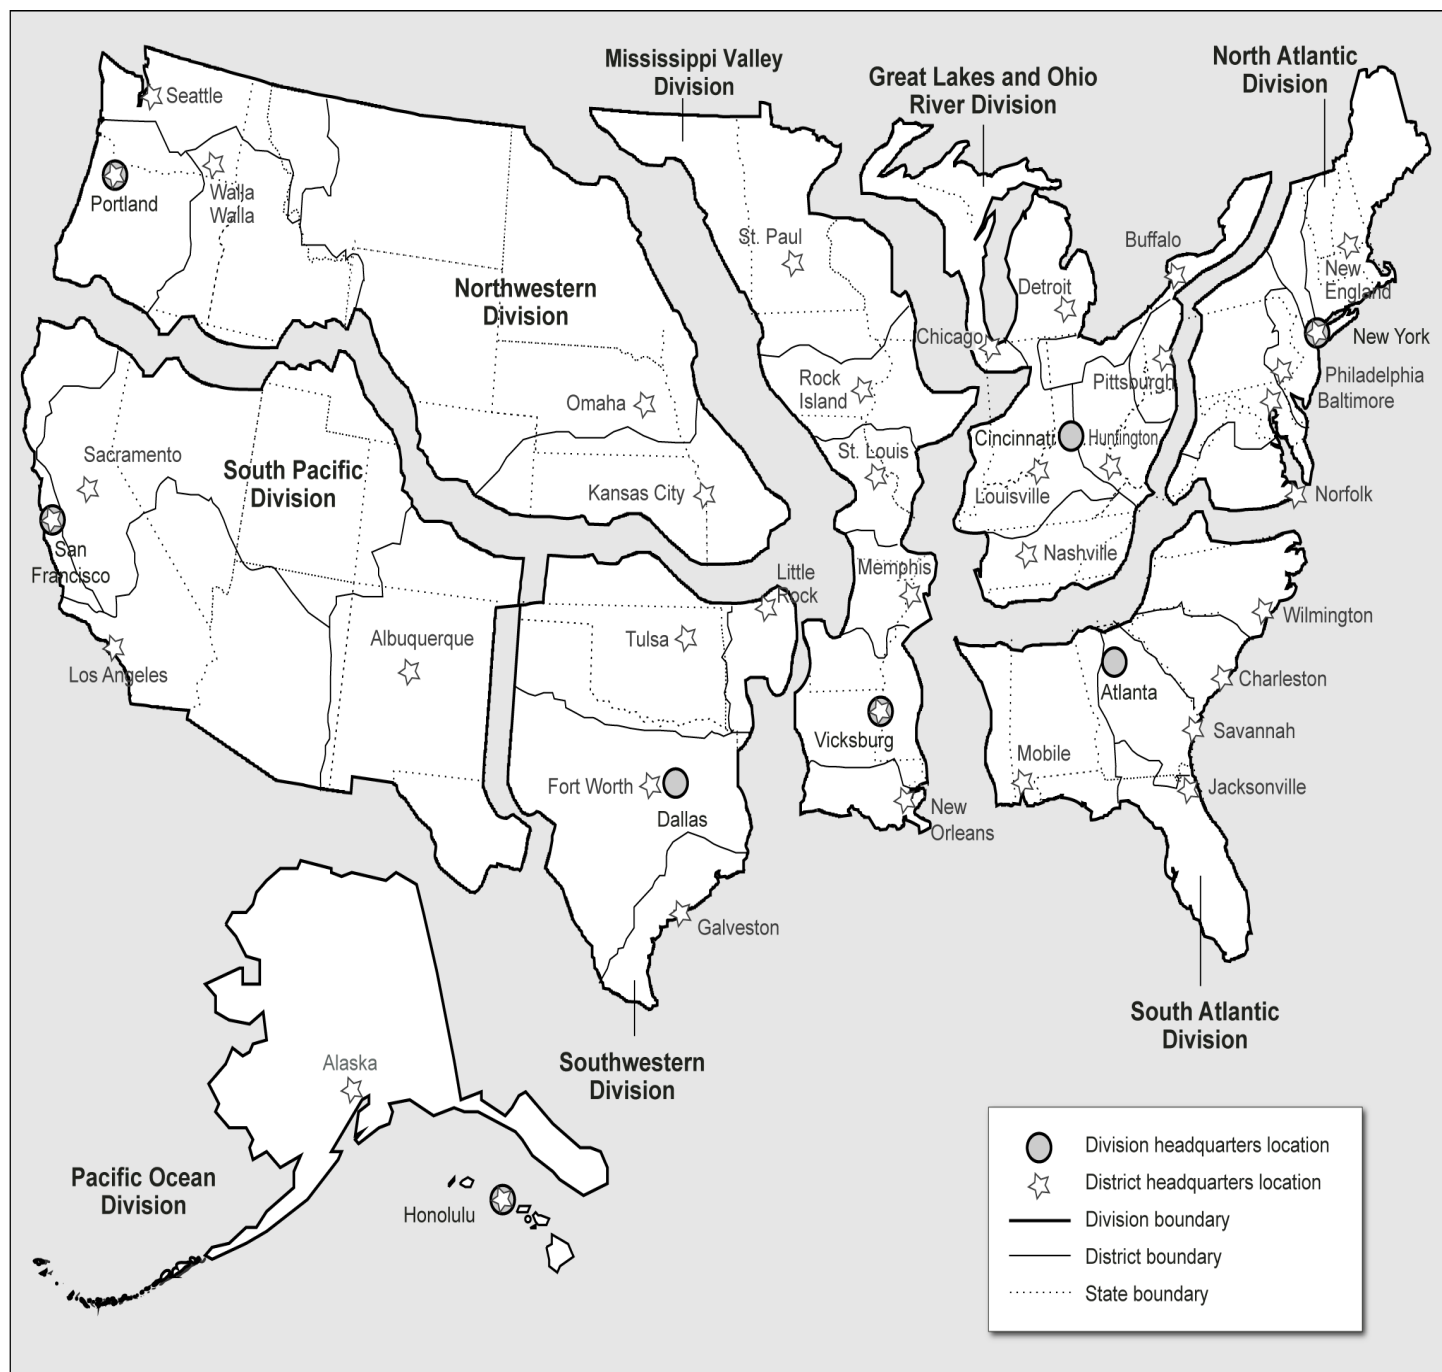 Mississippi Valley
Division
Great Lakes and Ohio
River Division
North Atlantic
Division
Seattle
Portland
Walla
Walla
Northwestern
Division
Omaha
Kansas City
St. Paul
Rock
Island
St. Louis
Memphis
Vicksburg
New
Orleans
Chicago
Detroit
Buffalo
Pittsburgh
Cincinnati
Huntington
Louisville
Nashville
New
England
New York
Philadelphia
Baltimore
Norfolk
Sacramento
South Pacific
Division
San
Francisco
Los Angeles
Albuquerque
Little
Rock
Tulsa
Fort Worth
Dallas
Galveston
Southwestern
Division
Wilmington
Atlanta
Charleston
Savannah
Mobile
Jacksonville
South Atlantic
Division
Alaska
Pacific Ocean
Division
Honolulu
Division headquarters location
District headquarters location
Division boundary
District boundary
State boundary